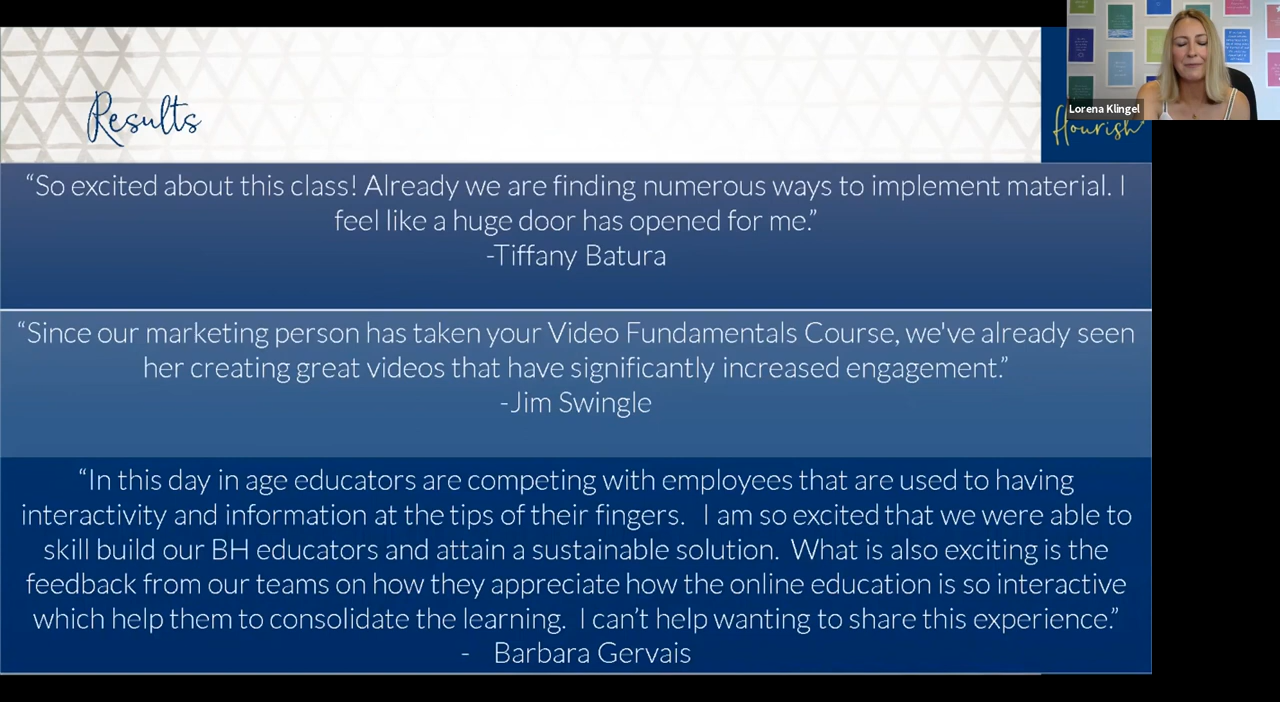 Results
Lorena Klingel
flourish
“So excited about this class! Already we are finding numerous ways to implement material. I
feel like a huge door has opened for me.”
-Tiffany Batura
“Since our marketing person has taken your Video Fundamentals Course, we've already seen
her creating great videos that have significantly increased engagement.”
-Jim Swingle
“In this day in age educators are competing with employees that are used to having
interactivity and information at the tips of their fingers.  I am so excited that we were able to
skill build our BH educators and attain a sustainable solution.  What is also exciting is the
feedback from our teams on how they appreciate how the online education is so interactive
which help them to consolidate the learning.  I can’t help wanting to share this experience.”
-  Barbara Gervais